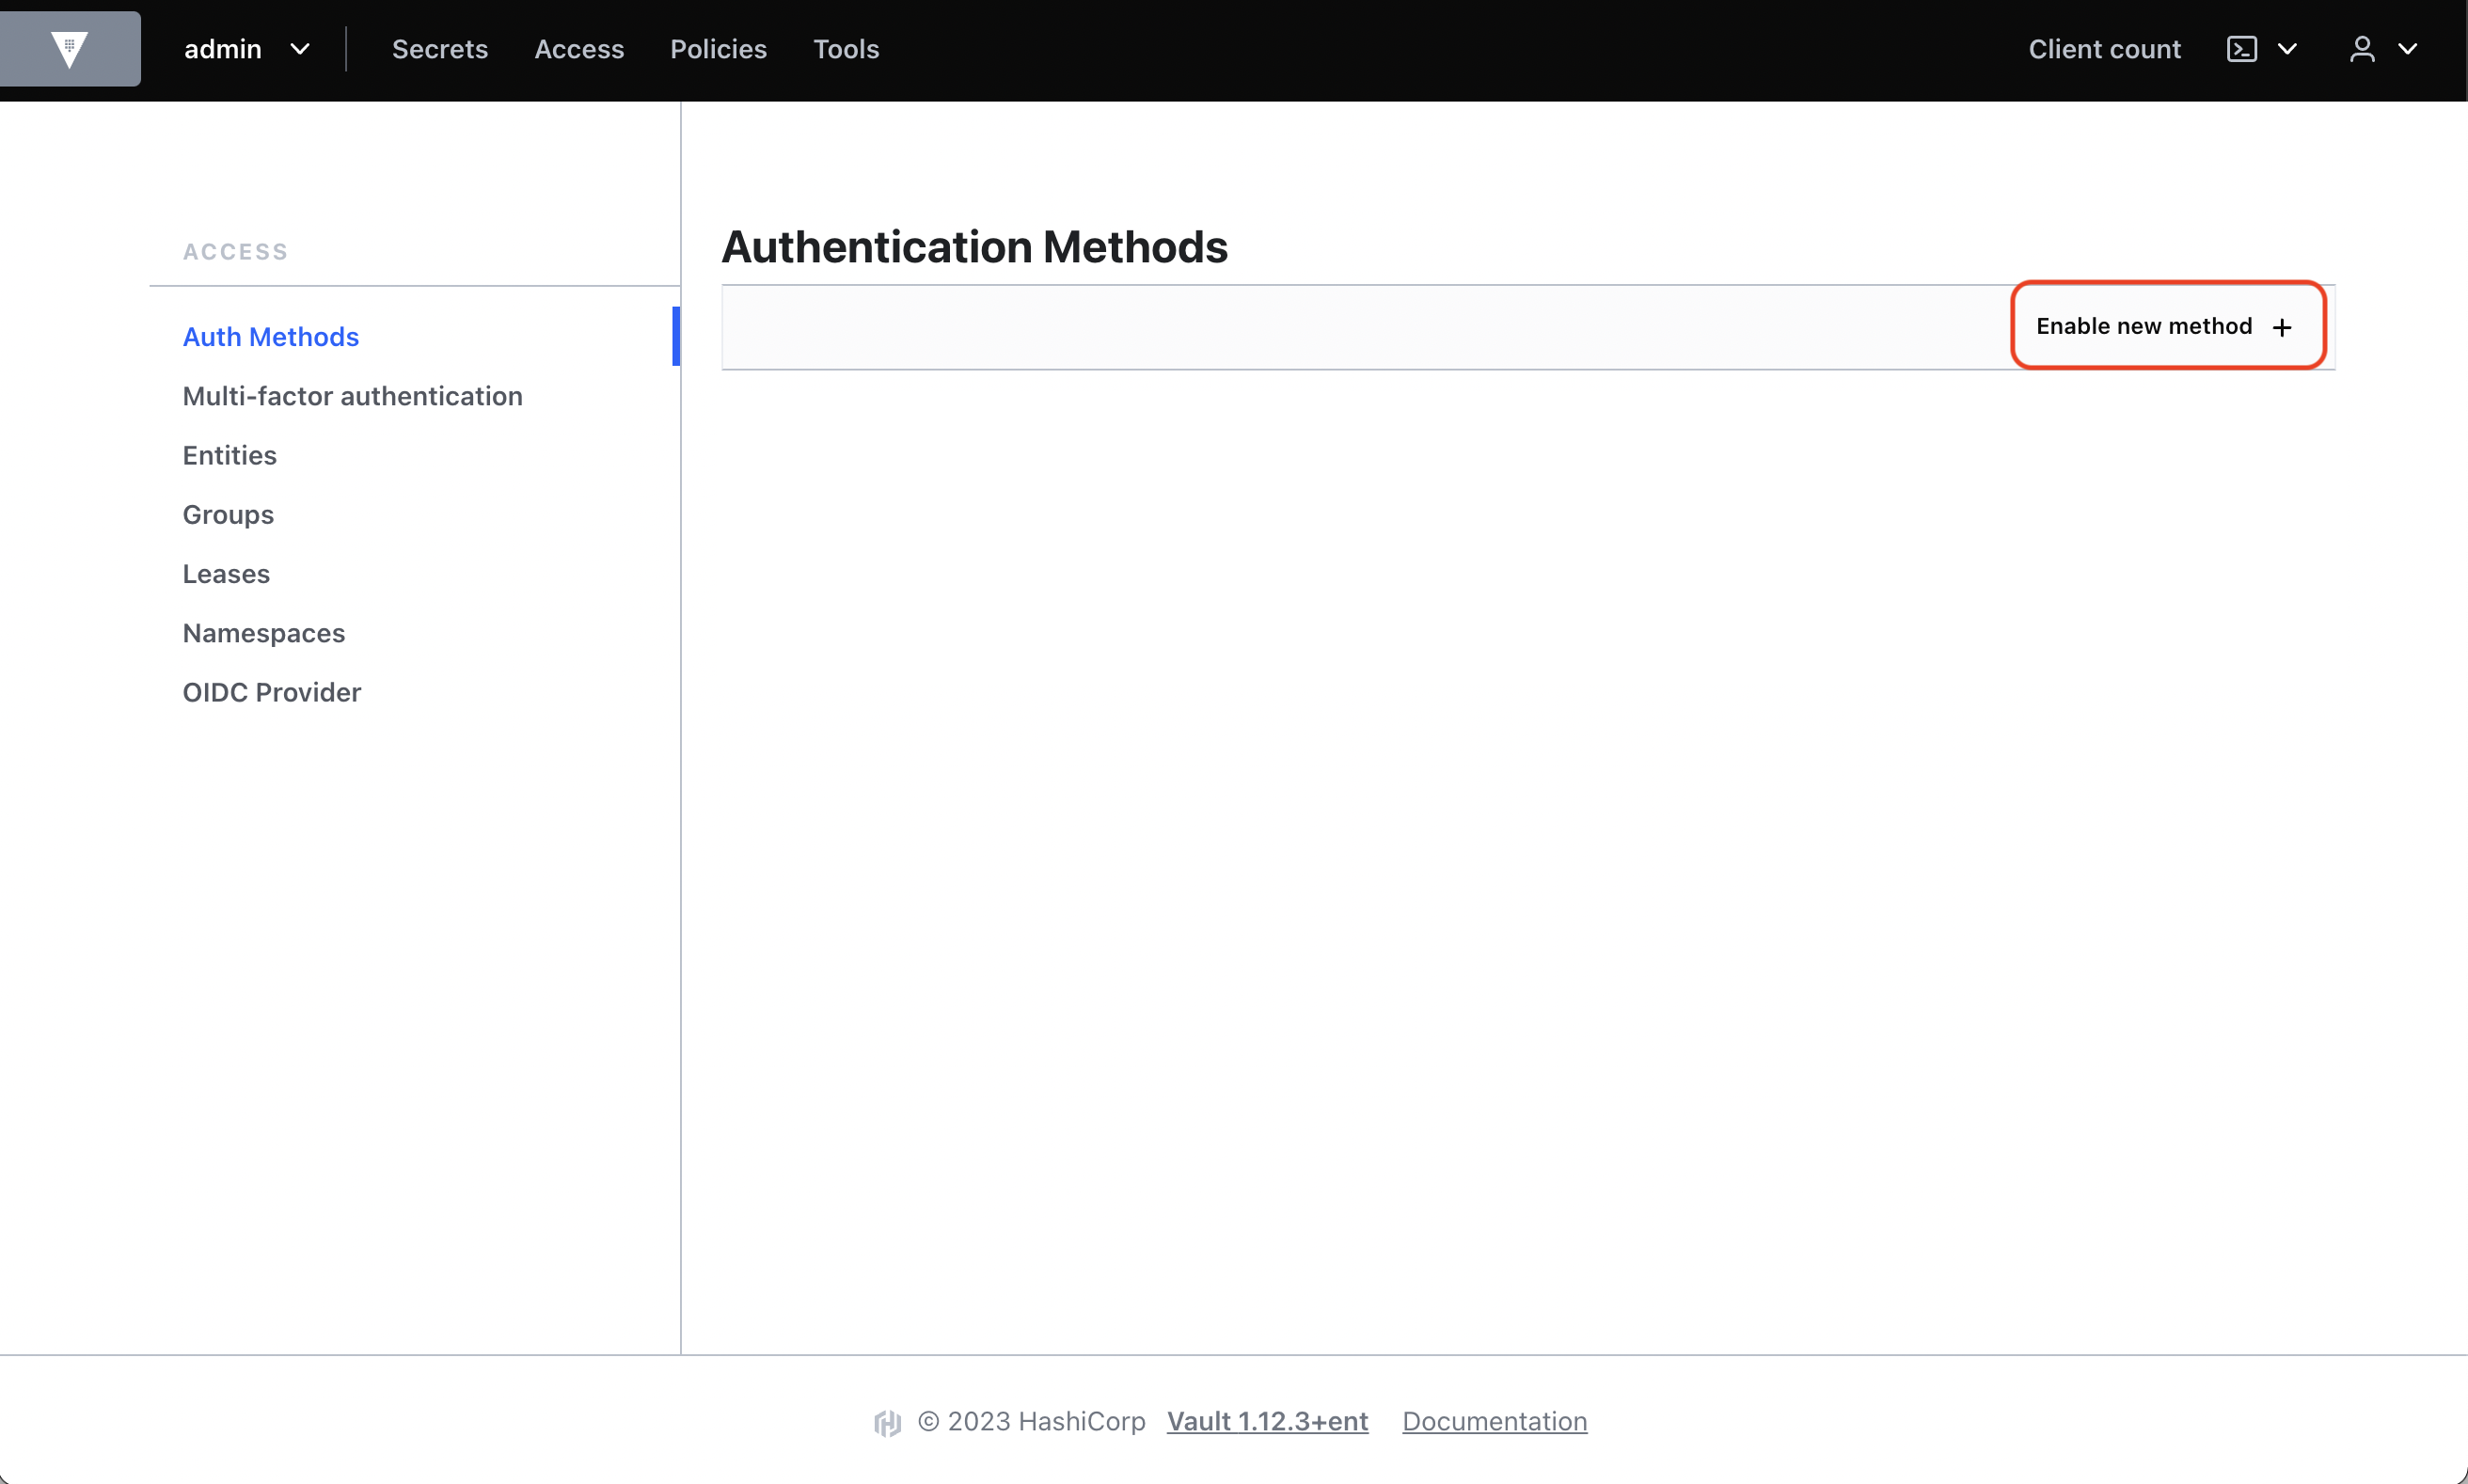 admin Secrets Access Policies Tools Client count
ACCESS
Auth Methods
Multi-factor authentication
Entities
Groups
Leases
Namespaces
OIDC Provider
Authentication Methods
Enable new method +
© 2023 HashiCorp Vault 1.12.3+ent Documentation